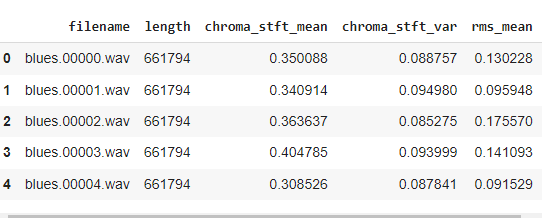 filename length chroma_stft_mean chroma_stft_var rms_mean
0 blues.00000.wav 661794 0.350088 0.088757 0.130228
1 blues.00001.wav 661794 0.340914 0.094980 0.095948
2 blues.00002.wav 661794 0.363637 0.085275 0.175570
3 blues.00003.wav 661794 0.404785 0.093999 0.141093
4 blues.00004.wav 661794 0.308526 0.087841 0.091529